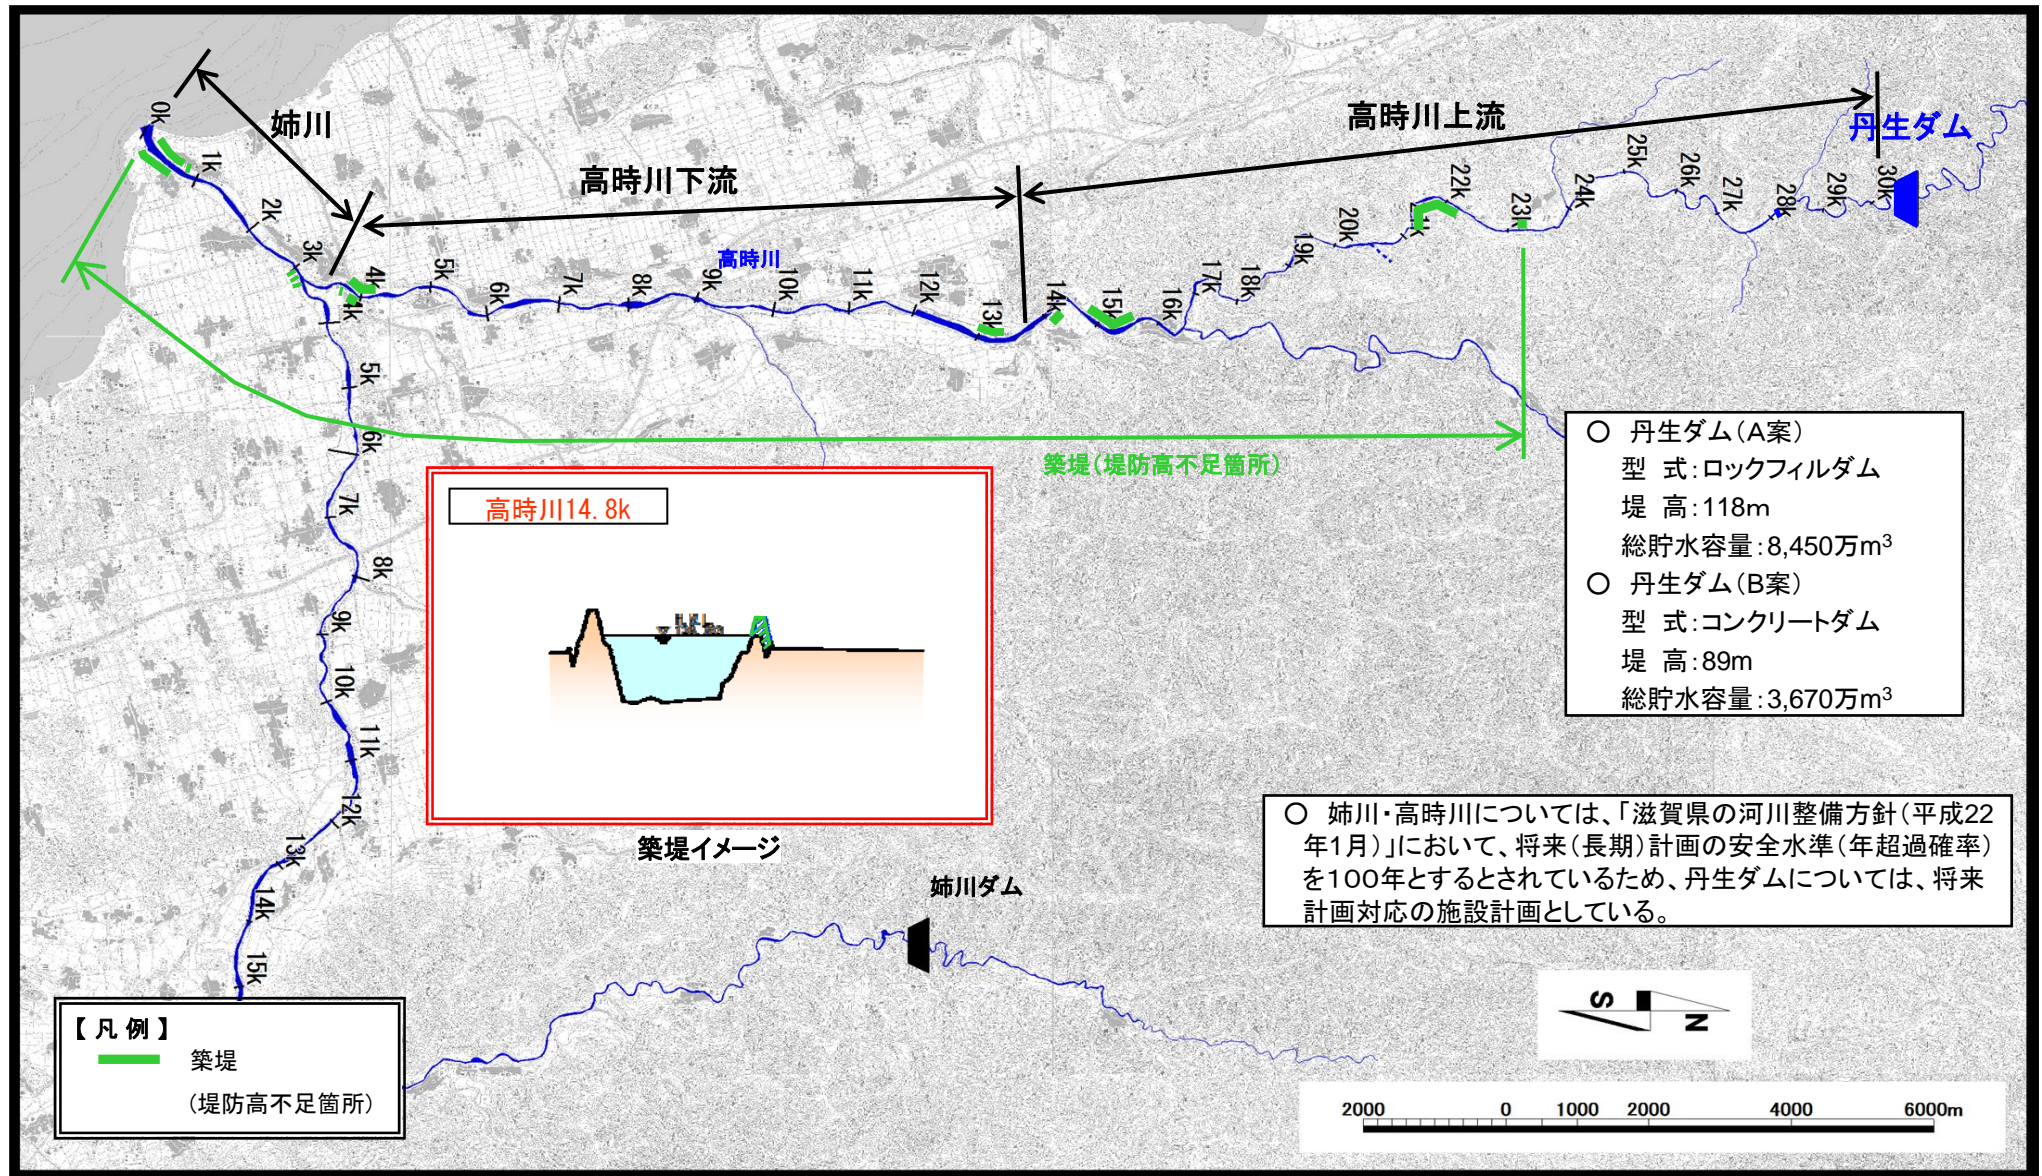 姉川
高時川下流
高時川上流
丹生ダム
高時川
0k
1k
2k
3k
4k
5k
6k
7k
8k
9k
10k
11k
12k
13k
14k
15k
16k
17k
18k
19k
20k
22k
23k
24k
25k
26k
27k
28k
29k
30k
4k
5k
6k
7k
8k
9k
10k
11k
12k
13k
14k
15k
築堤(堤防高不足箇所)
高時川14.8k
築堤イメージ
○ 丹生ダム(A案)
型 式:ロックフィルダム
堤 高:118m
総貯水容量:8,450万m³
○ 丹生ダム(B案)
型 式:コンクリートダム
堤 高:89m
総貯水容量:3,670万m³
○ 姉川・高時川については、「滋賀県の河川整備方針(平成22
年1月)」において、将来(長期)計画の安全水準(年超過確率)
を100年とするとされているため、丹生ダムについては、将来
計画対応の施設計画としている。
姉川ダム
S N
【凡例】
築堤
(堤防高不足箇所)
2000 0 1000 2000 4000 6000m